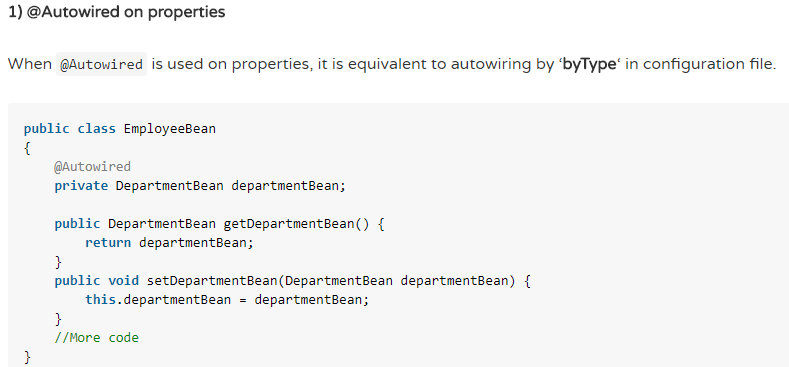 1) @Autowired on properties
When @Autowired is used on properties, it is equivalent to autowiring by ‘byType‘ in configuration file.
public class EmployeeBean
{
    @Autowired
    private DepartmentBean departmentBean;

    public DepartmentBean getDepartmentBean() {
        return departmentBean;
    }
    public void setDepartmentBean(DepartmentBean departmentBean) {
        this.departmentBean = departmentBean;
    }
    //More code
}